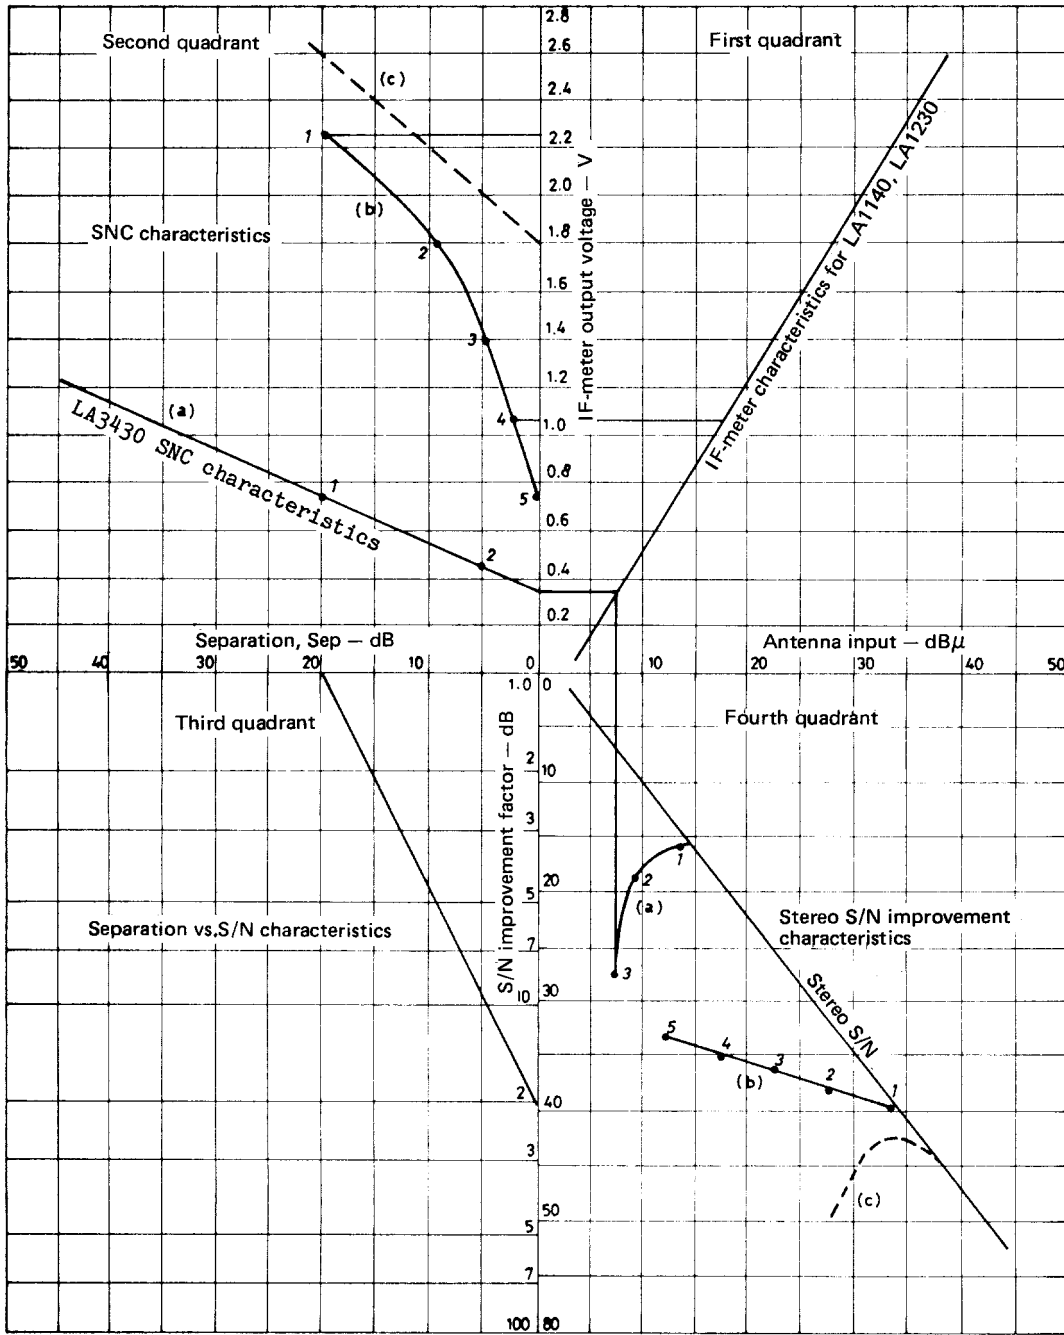 Second quadrant
First quadrant
2.8
2.6
2.4
2.2
2.0
1.8
1.6
1.4
1.2
1.0
0.8
0.6
0.4
0.2
IF-meter output voltage — V
(c)
1
(b)
2
3
4
5
SNC characteristics
(a)
1
2
LA3430 SNC characteristics
IF-meter characteristics for LA1140, LA1230
Separation, Sep — dB
50
40
30
20
10
0
Antenna input — dBμ
10
20
30
40
50
Third quadrant
Fourth quadrant
1.0
2
3
5
7
10
2
3
5
7
100
0
10
20
30
40
50
80
S/N improvement factor — dB
Separation vs. S/N characteristics
1
2
(a)
3
Stereo S/N improvement
characteristics
Stereo S/N
5
4
3
2
1
(b)
(c)